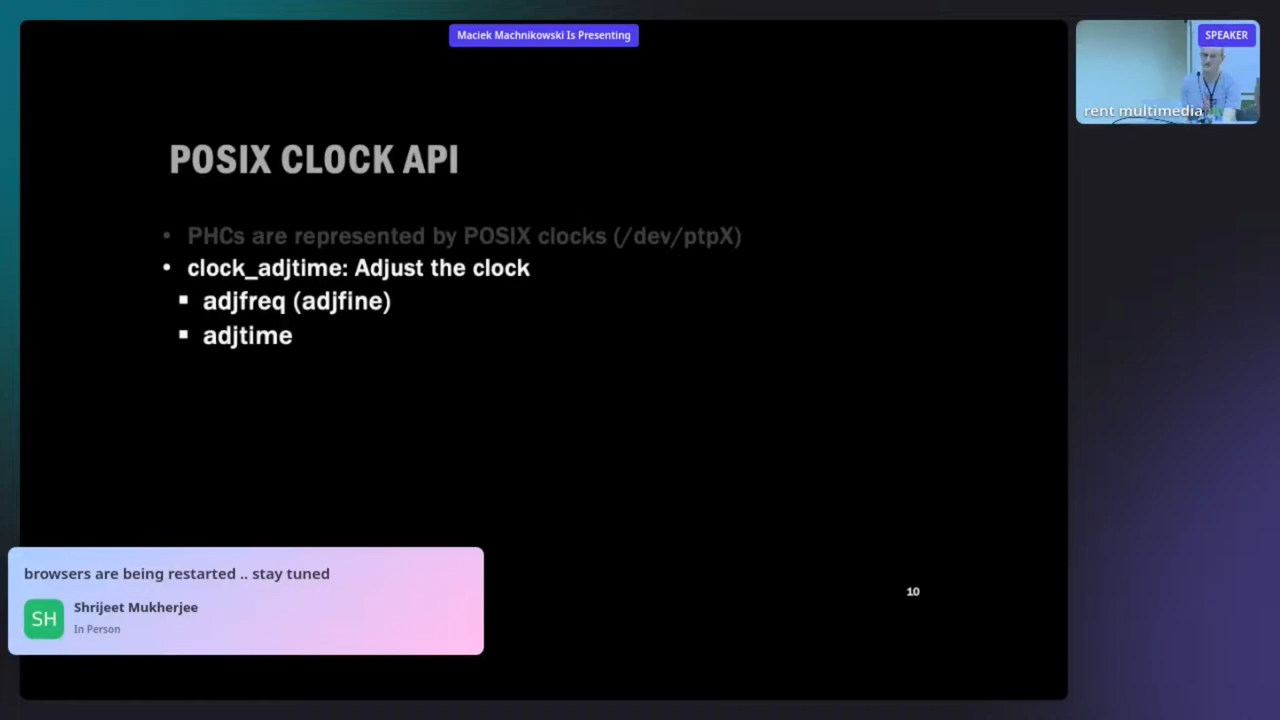 Maciek Machnikowski Is Presenting
SPEAKER
rent multimedia
POSIX CLOCK API
• PHCs are represented by POSIX clocks (/dev/ptpX)
• clock_adjtime: Adjust the clock
▪ adjfreq (adjfine)
▪ adjtime
browsers are being restarted .. stay tuned
SH
Shrijeet Mukherjee
In Person
10